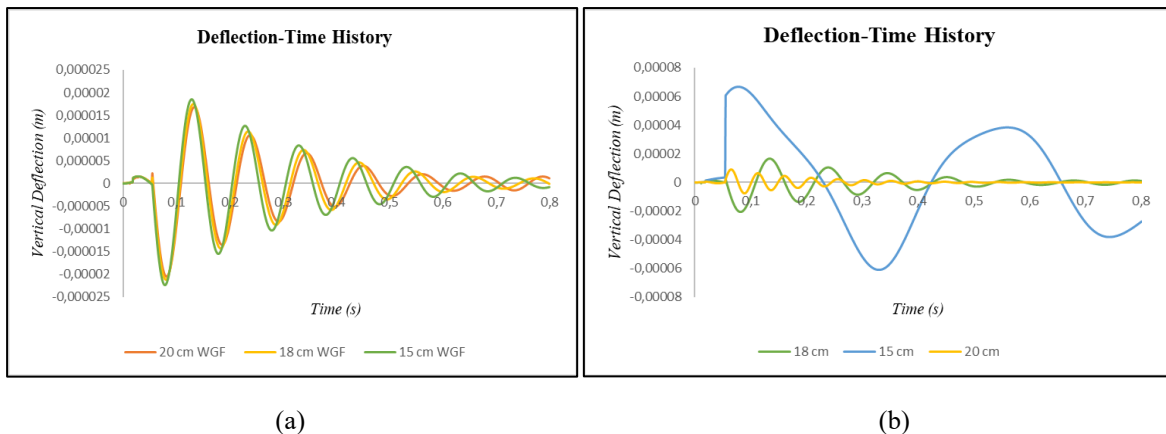 Deflection-Time History
0,000025
0,00002
0,000015
0,00001
0,000005
0
-0,000005
-0,00001
-0,000015
-0,00002
-0,000025
Vertical Deflection (m)
0 0,1 0,2 0,3 0,4 0,5 0,6 0,7 0,8
Time (s)
20 cm WGF 18 cm WGF 15 cm WGF
(a)
Deflection-Time History
0,00008
0,00006
0,00004
0,00002
0
-0,00002
-0,00004
-0,00006
-0,00008
Vertical Deflection (m)
0 0,1 0,2 0,3 0,4 0,5 0,6 0,7 0,8
Time (s)
18 cm 15 cm 20 cm
(b)